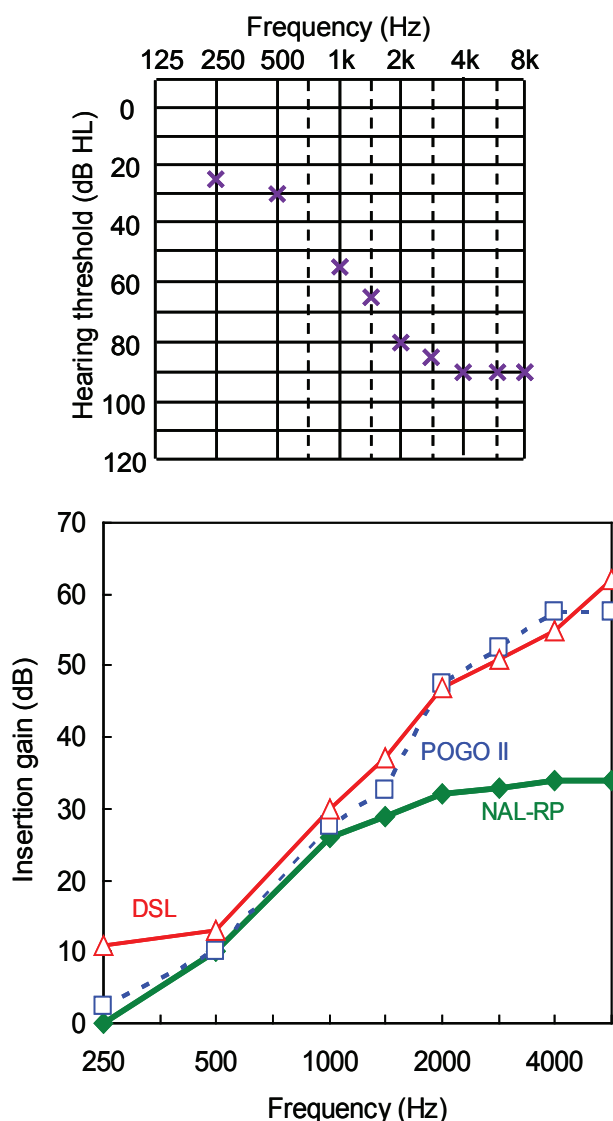 Frequency (Hz)
125 250 500 1k 2k 4k 8k
Hearing threshold (dB HL)
0
20
40
60
80
100
120
Insertion gain (dB)
70
60
50
40
30
20
10
0
POGO II
NAL-RP
DSL
250 500 1000 2000 4000
Frequency (Hz)